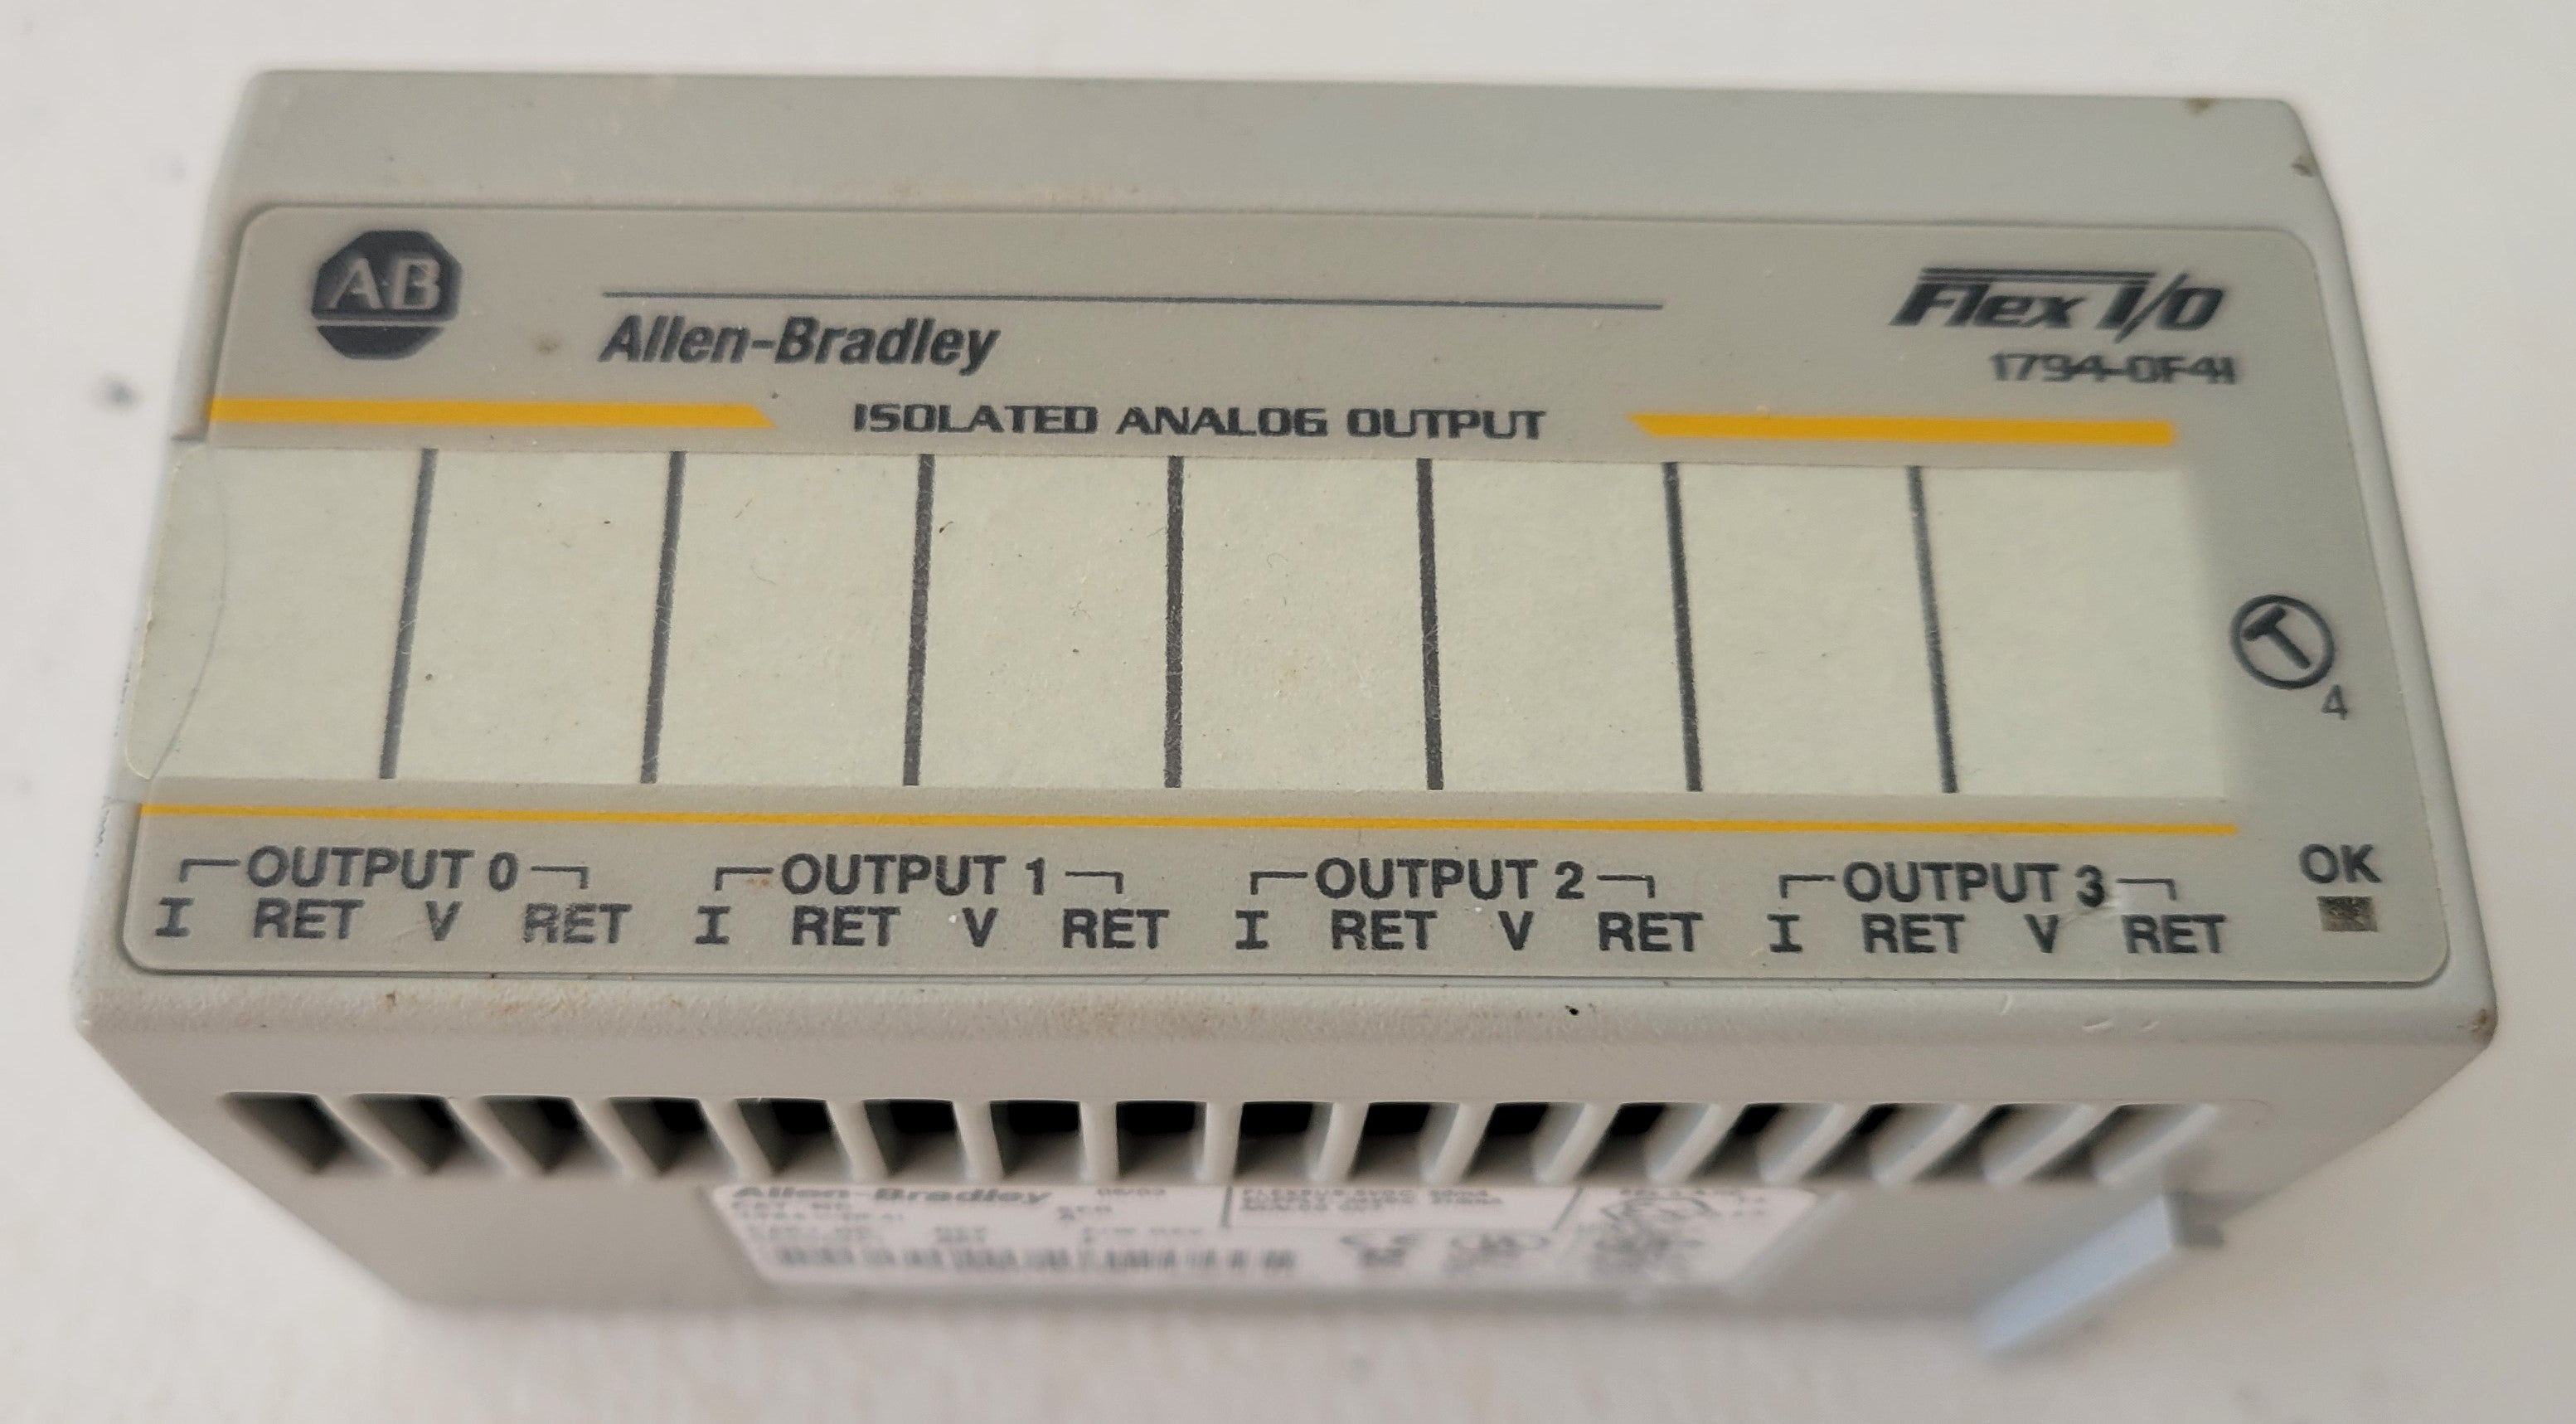 AB
Allen-Bradley
Flex I/O
1794-OF4I
ISOLATED ANALOG OUTPUT
T
4
OUTPUT 0 OUTPUT 1 OUTPUT 2 OUTPUT 3 OK
I RET V RET I RET V RET I RET V RET I RET V RET
Allen-Bradley